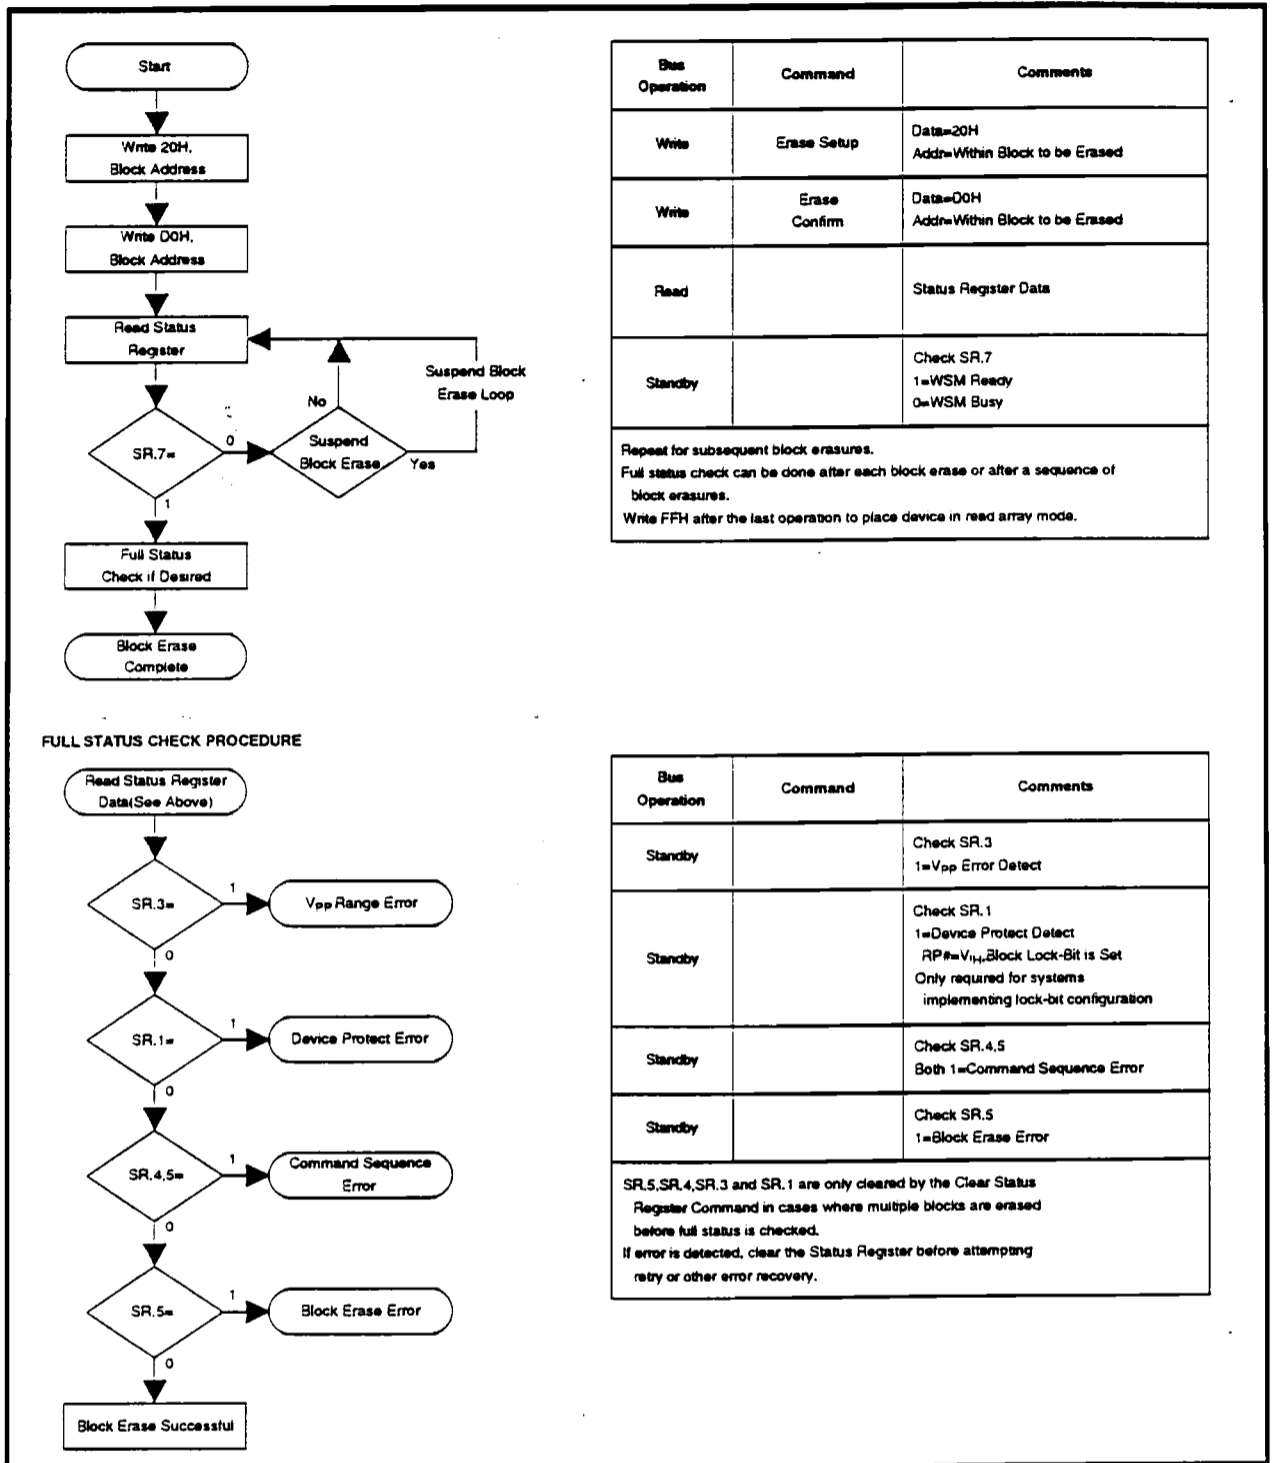 Start
Write 20H,
Block Address
Write D0H,
Block Address
Read Status
Register
Suspend Block
Erase Loop
No
SR.7=
0
Suspend
Block Erase
Yes
1
Full Status
Check if Desired
Block Erase
Complete
Bus
Operation
Command
Comments
Write
Erase Setup
Data=20H
Addr=Within Block to be Erased
Write
Erase
Confirm
Data=D0H
Addr=Within Block to be Erased
Read
Status Register Data
Standby
Check SR.7
1=WSM Ready
0=WSM Busy
Repeat for subsequent block erasures.
Full status check can be done after each block erase or after a sequence of
block erasures.
Write FFH after the last operation to place device in read array mode.
FULL STATUS CHECK PROCEDURE
Read Status Register
Data(See Above)
SR.3=
1
VPP Range Error
0
SR.1=
1
Device Protect Error
0
SR.4,5=
1
Command Sequence
Error
0
SR.5=
1
Block Erase Error
0
Block Erase Successful
Bus
Operation
Command
Comments
Standby
Check SR.3
1=VPP Error Detect
Standby
Check SR.1
1=Device Protect Detect
RP#=VIH,Block Lock-Bit is Set
Only required for systems
implementing lock-bit configuration
Standby
Check SR.4,5
Both 1=Command Sequence Error
Standby
Check SR.5
1=Block Erase Error
SR.5,SR.4,SR.3 and SR.1 are only cleared by the Clear Status
Register Command in cases where multiple blocks are erased
before full status is checked.
If error is detected, clear the Status Register before attempting
retry or other error recovery.